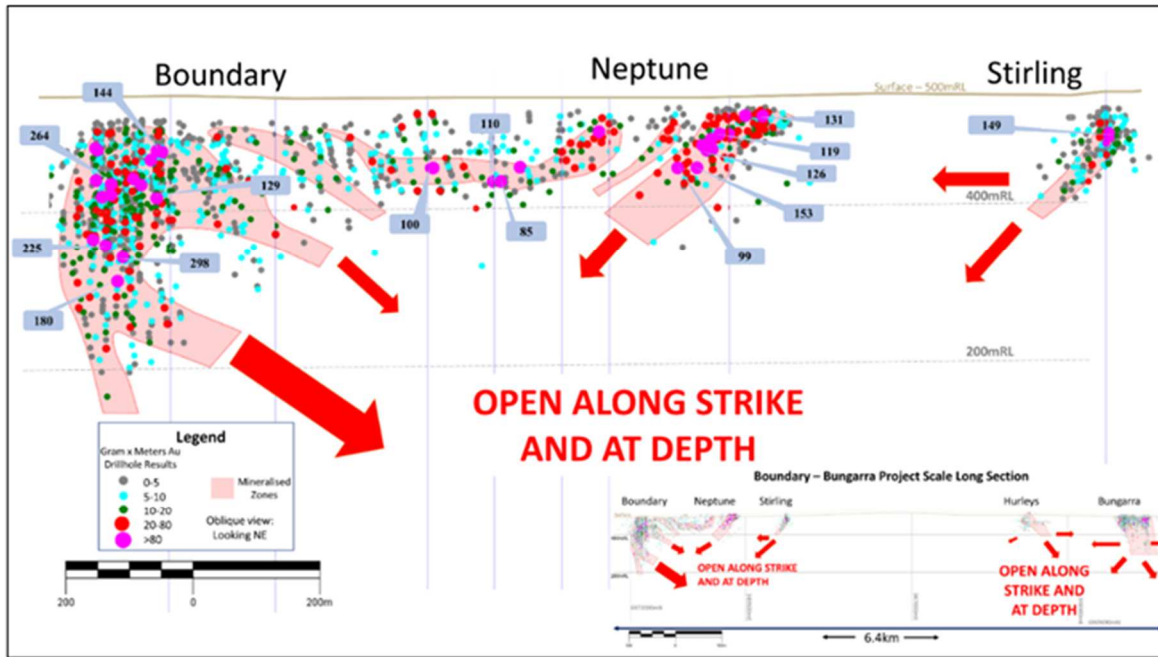 Boundary
Neptune
Stirling
Surface – 500mRL
144
264
129
225
298
180
110
100
85
131
119
126
153
99
149
400mRL
200mRL
OPEN ALONG STRIKE
AND AT DEPTH
Legend
Gram x Meters Au
Drillhole Results
0-5
5-10
10-20
20-80
>80
Mineralised
Zones
Oblique view:
Looking NE
200
0
200m
Boundary – Bungarra Project Scale Long Section
Boundary
Neptune
Stirling
Hurleys
Bungarra
OPEN ALONG STRIKE
AND AT DEPTH
OPEN ALONG
STRIKE AND
AT DEPTH
6.4km